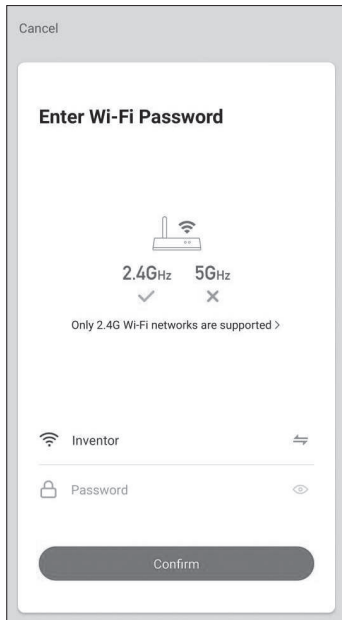 Cancel
Enter Wi-Fi Password
2.4GHz 5GHz
Only 2.4G Wi-Fi networks are supported >
Inventor
Password
Confirm